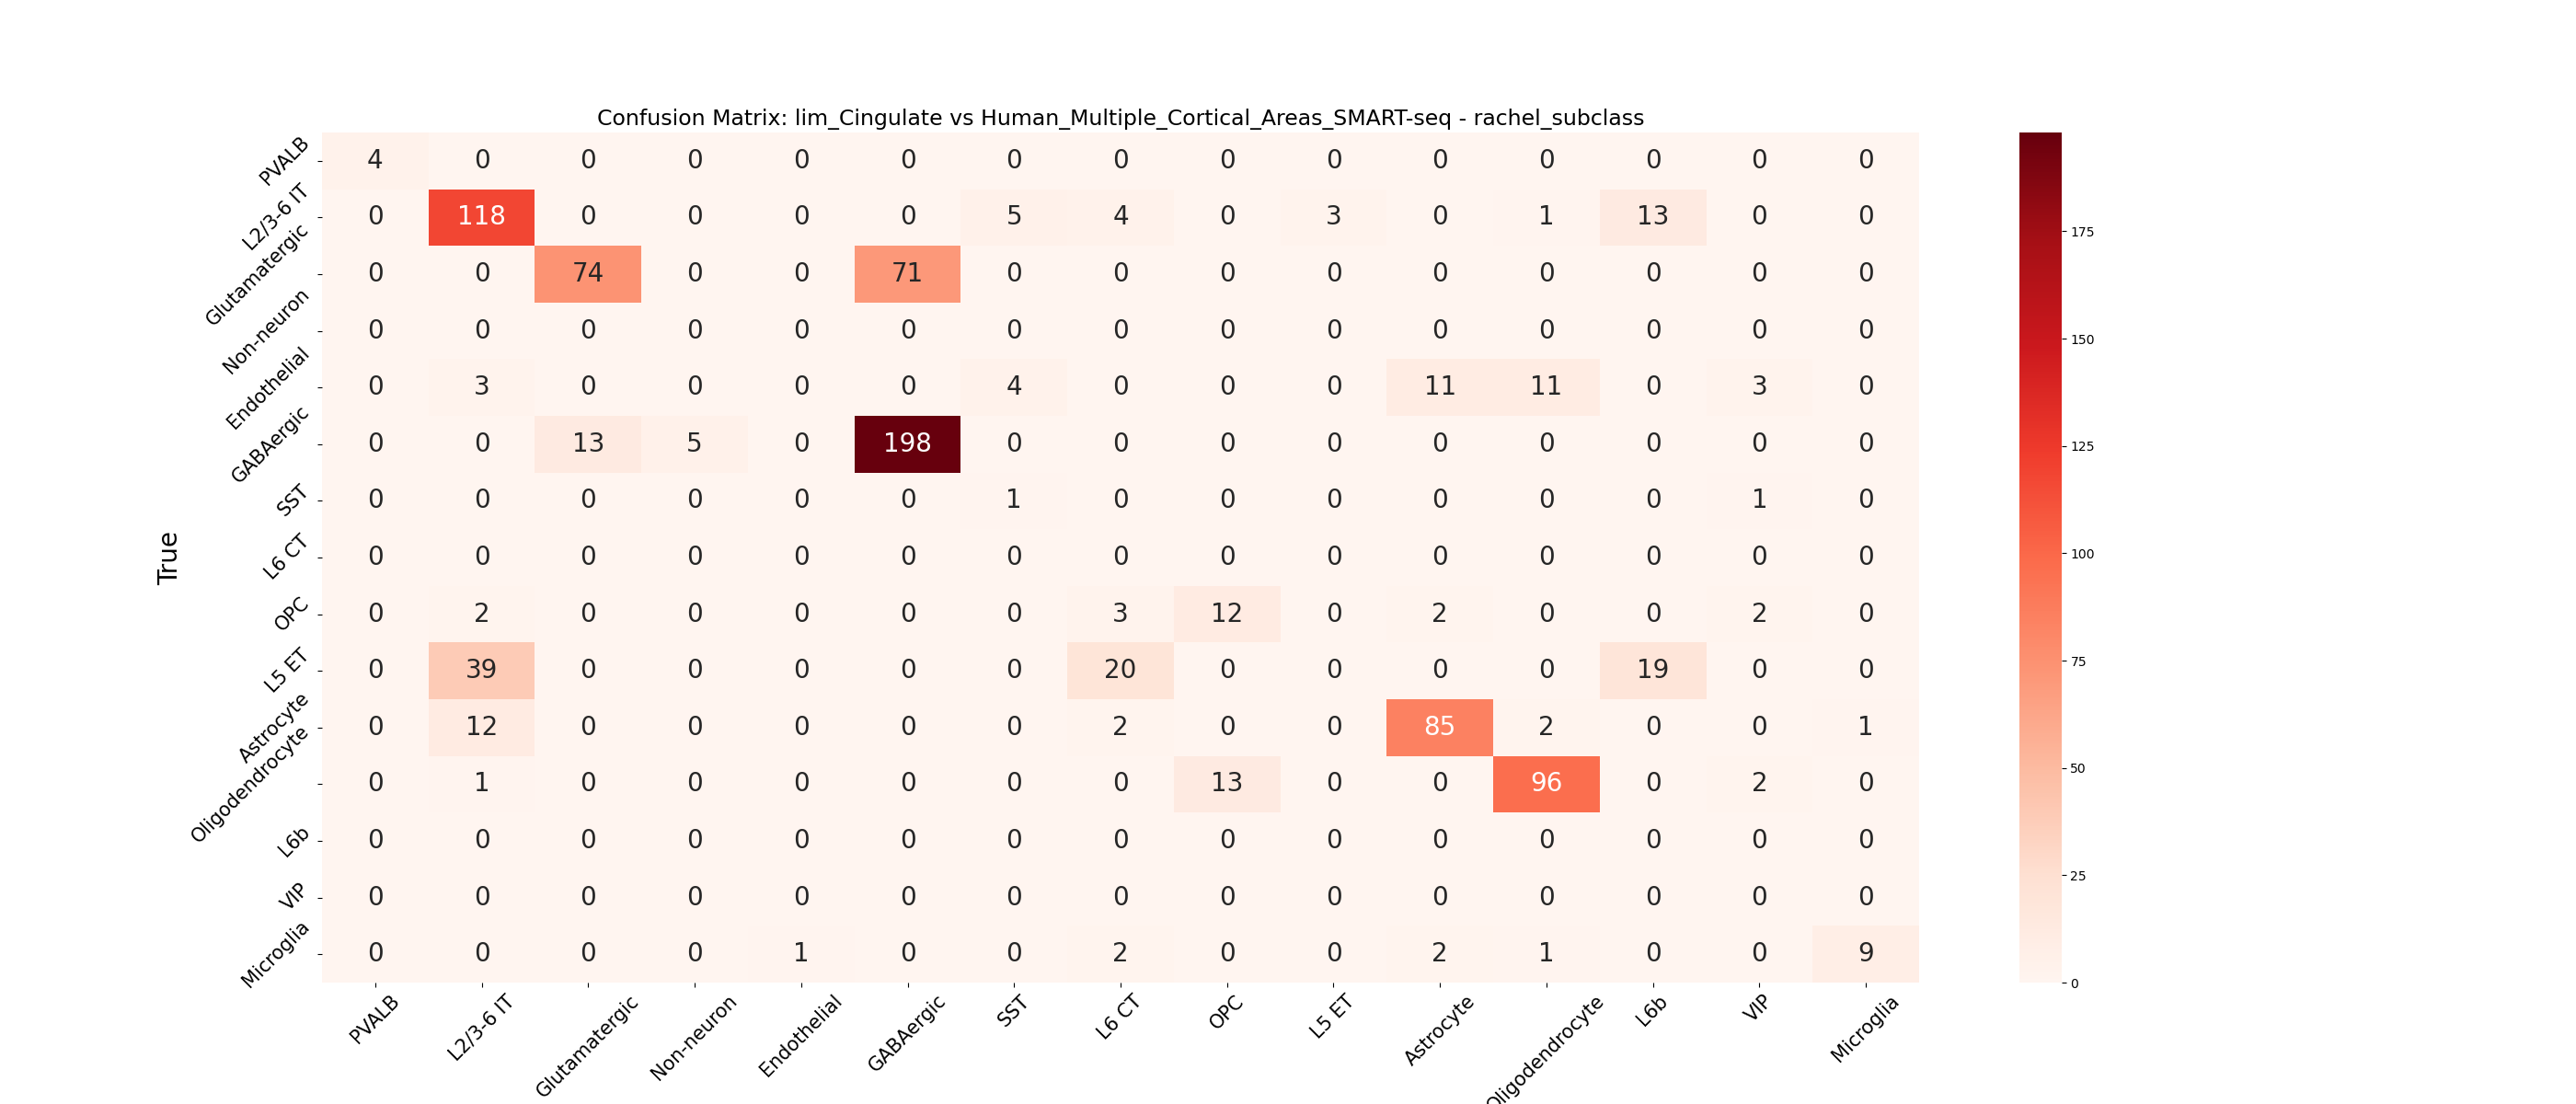 Confusion Matrix: lim_Cingulate vs Human_Multiple_Cortical_Areas_SMART-seq - rachel_subclass
True
PVALB 4 0 0 0 0 0 0 0 0 0 0 0 0 0 0
L2/3-6 IT 0 118 0 0 0 0 5 4 0 3 0 1 13 0 0
Glutamatergic 0 0 74 0 0 71 0 0 0 0 0 0 0 0 0
Non-neuron 0 0 0 0 0 0 0 0 0 0 0 0 0 0 0
Endothelial 0 3 0 0 0 0 4 0 0 0 11 11 0 3 0
GABAergic 0 0 13 5 0 198 0 0 0 0 0 0 0 0 0
SST 0 0 0 0 0 0 1 0 0 0 0 0 0 1 0
L6 CT 0 0 0 0 0 0 0 0 0 0 0 0 0 0 0
OPC 0 2 0 0 0 0 0 3 12 0 2 0 0 2 0
L5 ET 0 39 0 0 0 0 0 20 0 0 0 0 19 0 0
Astrocyte 0 12 0 0 0 0 0 2 0 0 85 2 0 0 1
Oligodendrocyte 0 1 0 0 0 0 0 0 13 0 0 96 0 2 0
L6b 0 0 0 0 0 0 0 0 0 0 0 0 0 0 0
VIP 0 0 0 0 0 0 0 0 0 0 0 0 0 0 0
Microglia 0 0 0 0 1 0 0 2 0 0 2 1 0 0 9
PVALB L2/3-6 IT Glutamatergic Non-neuron Endothelial GABAergic SST L6 CT OPC L5 ET Astrocyte Oligodendrocyte L6b VIP Microglia
175
150
125
100
75
50
25
0